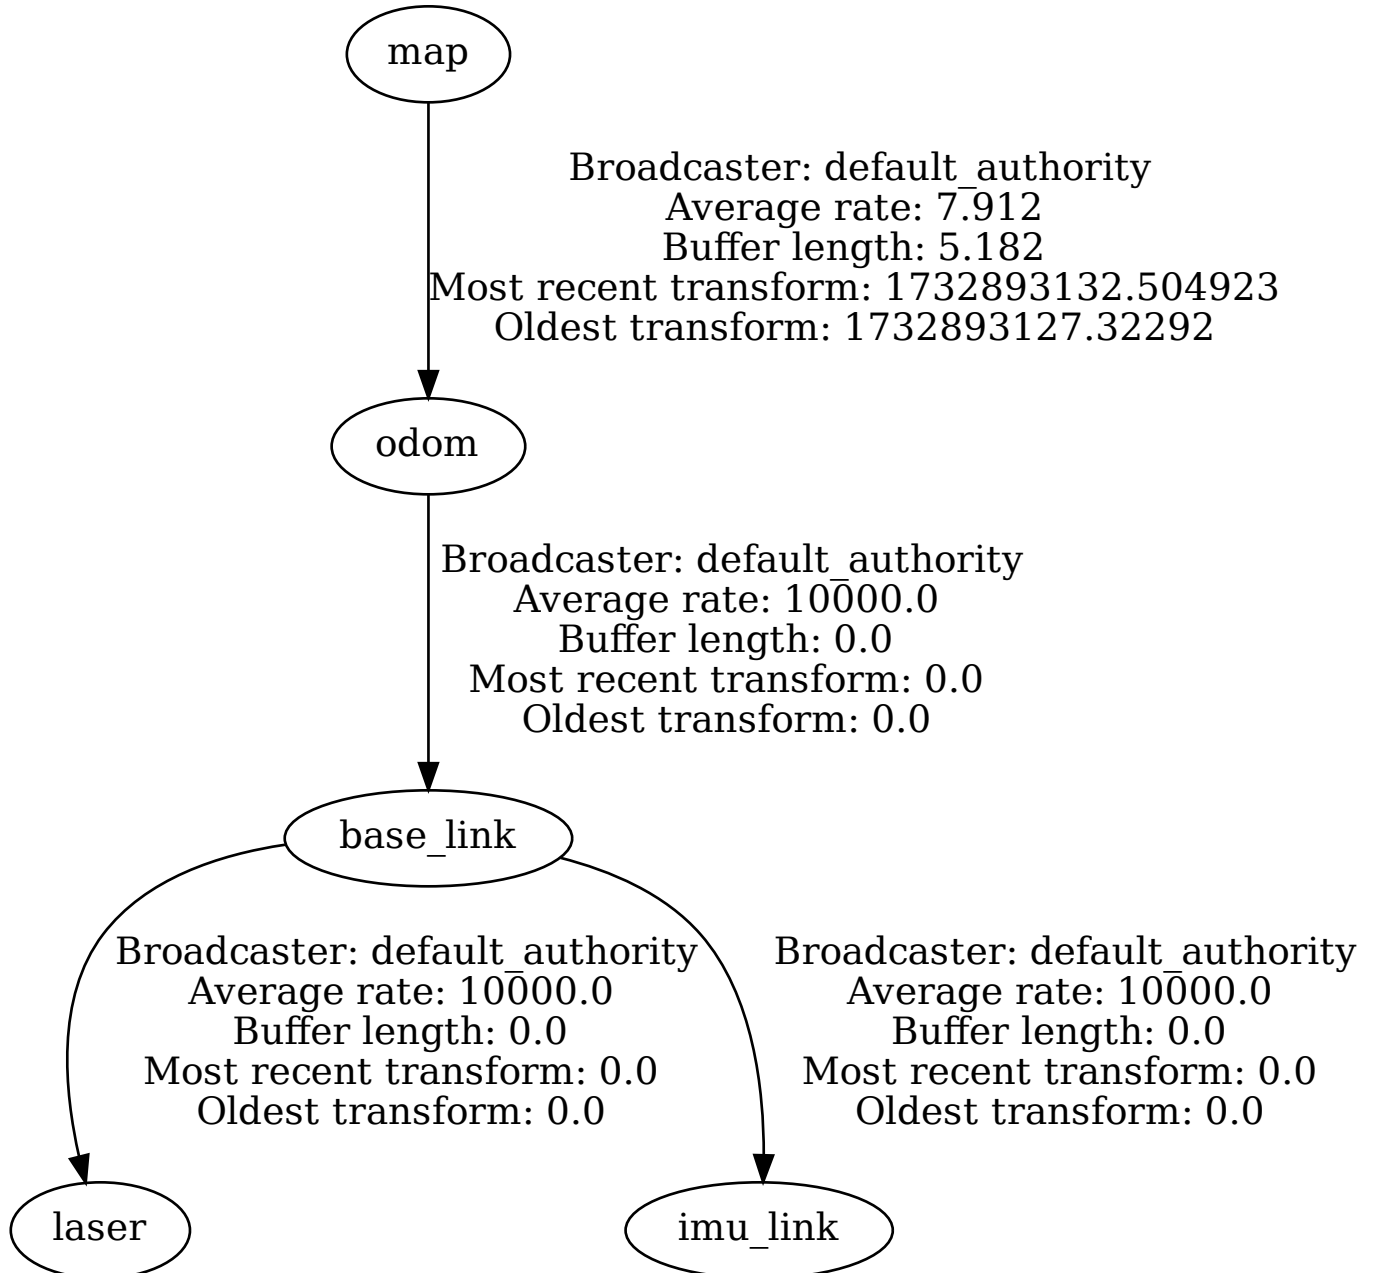 map
Broadcaster: default_authority
Average rate: 7.912
Buffer length: 5.182
Most recent transform: 1732893132.504923
Oldest transform: 1732893127.32292
odom
Broadcaster: default_authority
Average rate: 10000.0
Buffer length: 0.0
Most recent transform: 0.0
Oldest transform: 0.0
base_link
Broadcaster: default_authority
Average rate: 10000.0
Buffer length: 0.0
Most recent transform: 0.0
Oldest transform: 0.0
Broadcaster: default_authority
Average rate: 10000.0
Buffer length: 0.0
Most recent transform: 0.0
Oldest transform: 0.0
laser
imu_link